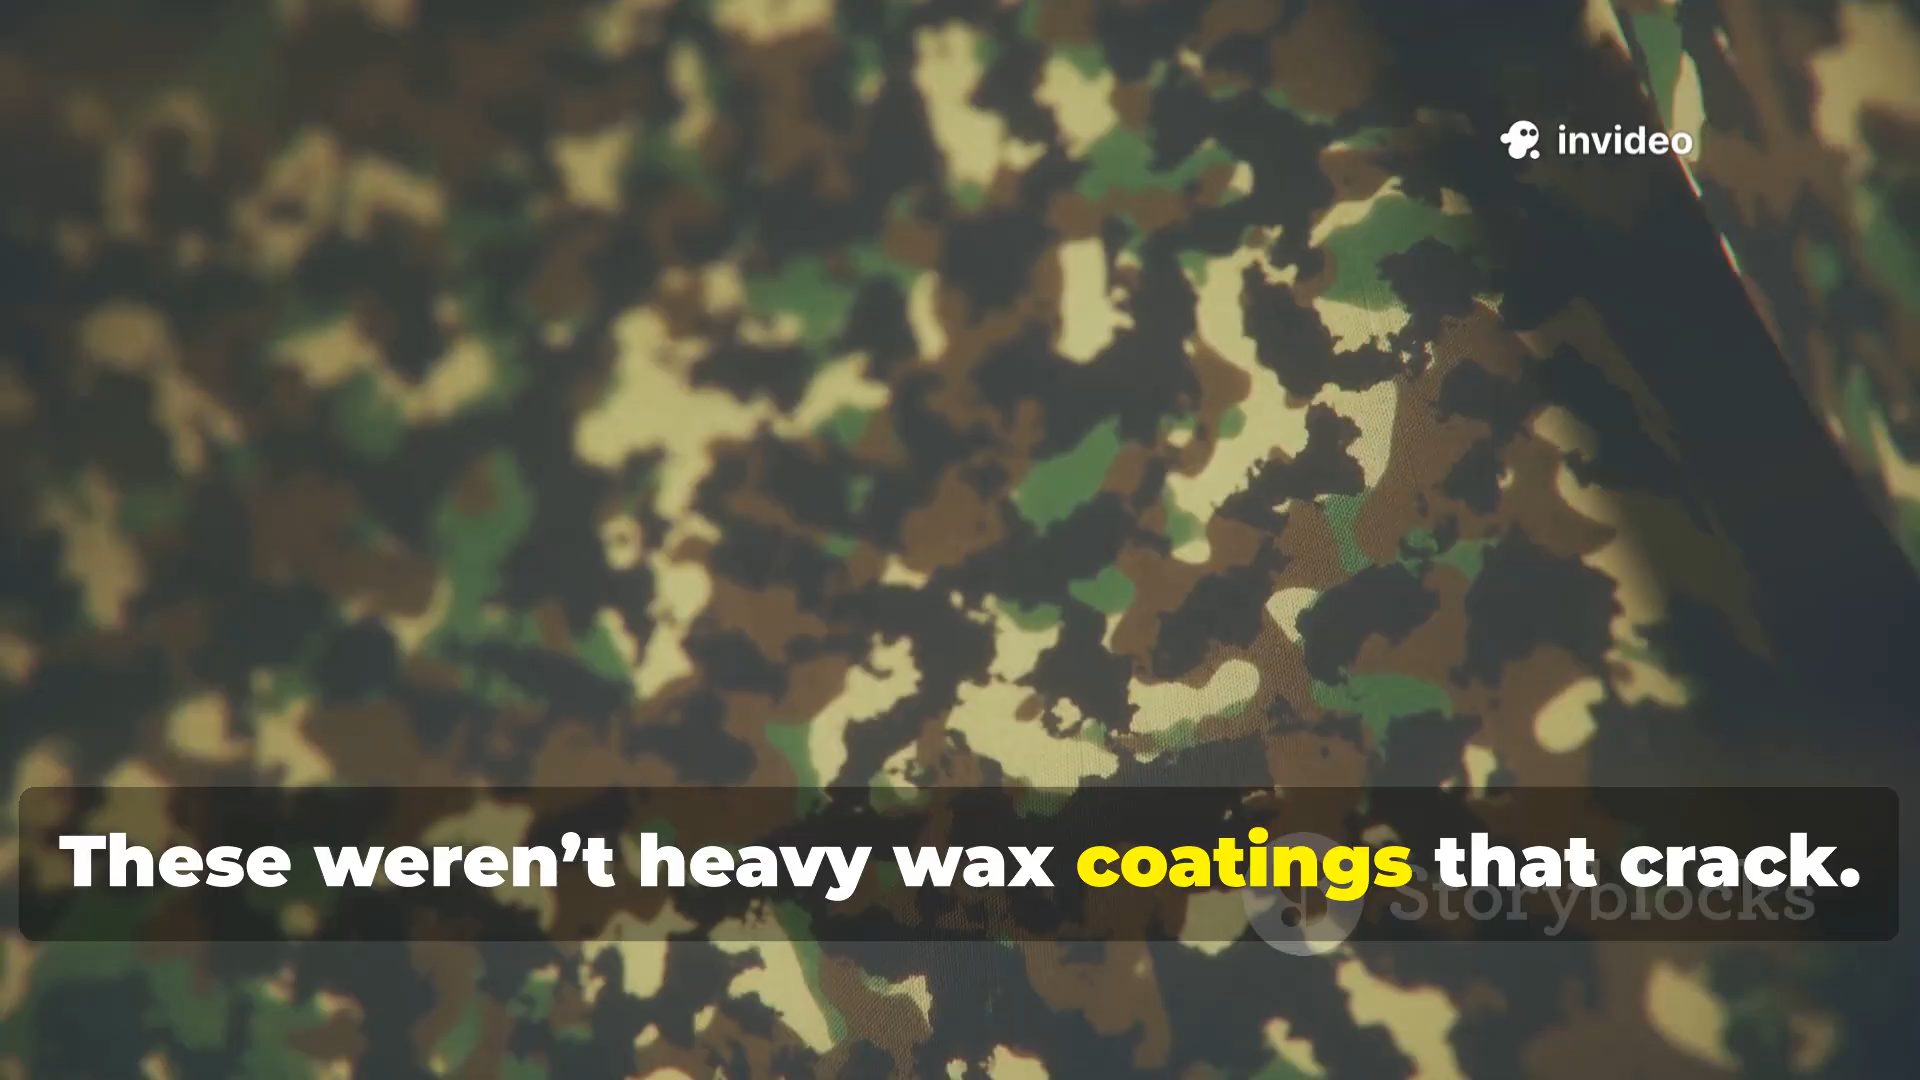 invideo
These weren’t heavy wax coatings that crack.
Storyblocks